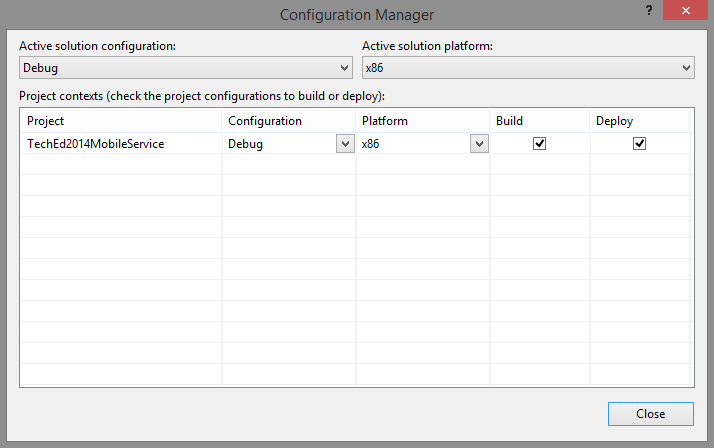 Configuration Manager
?
Active solution configuration: Active solution platform:
Debug x86
Project contexts (check the project configurations to build or deploy):
Project Configuration Platform Build Deploy
TechEd2014MobileService Debug x86
Close